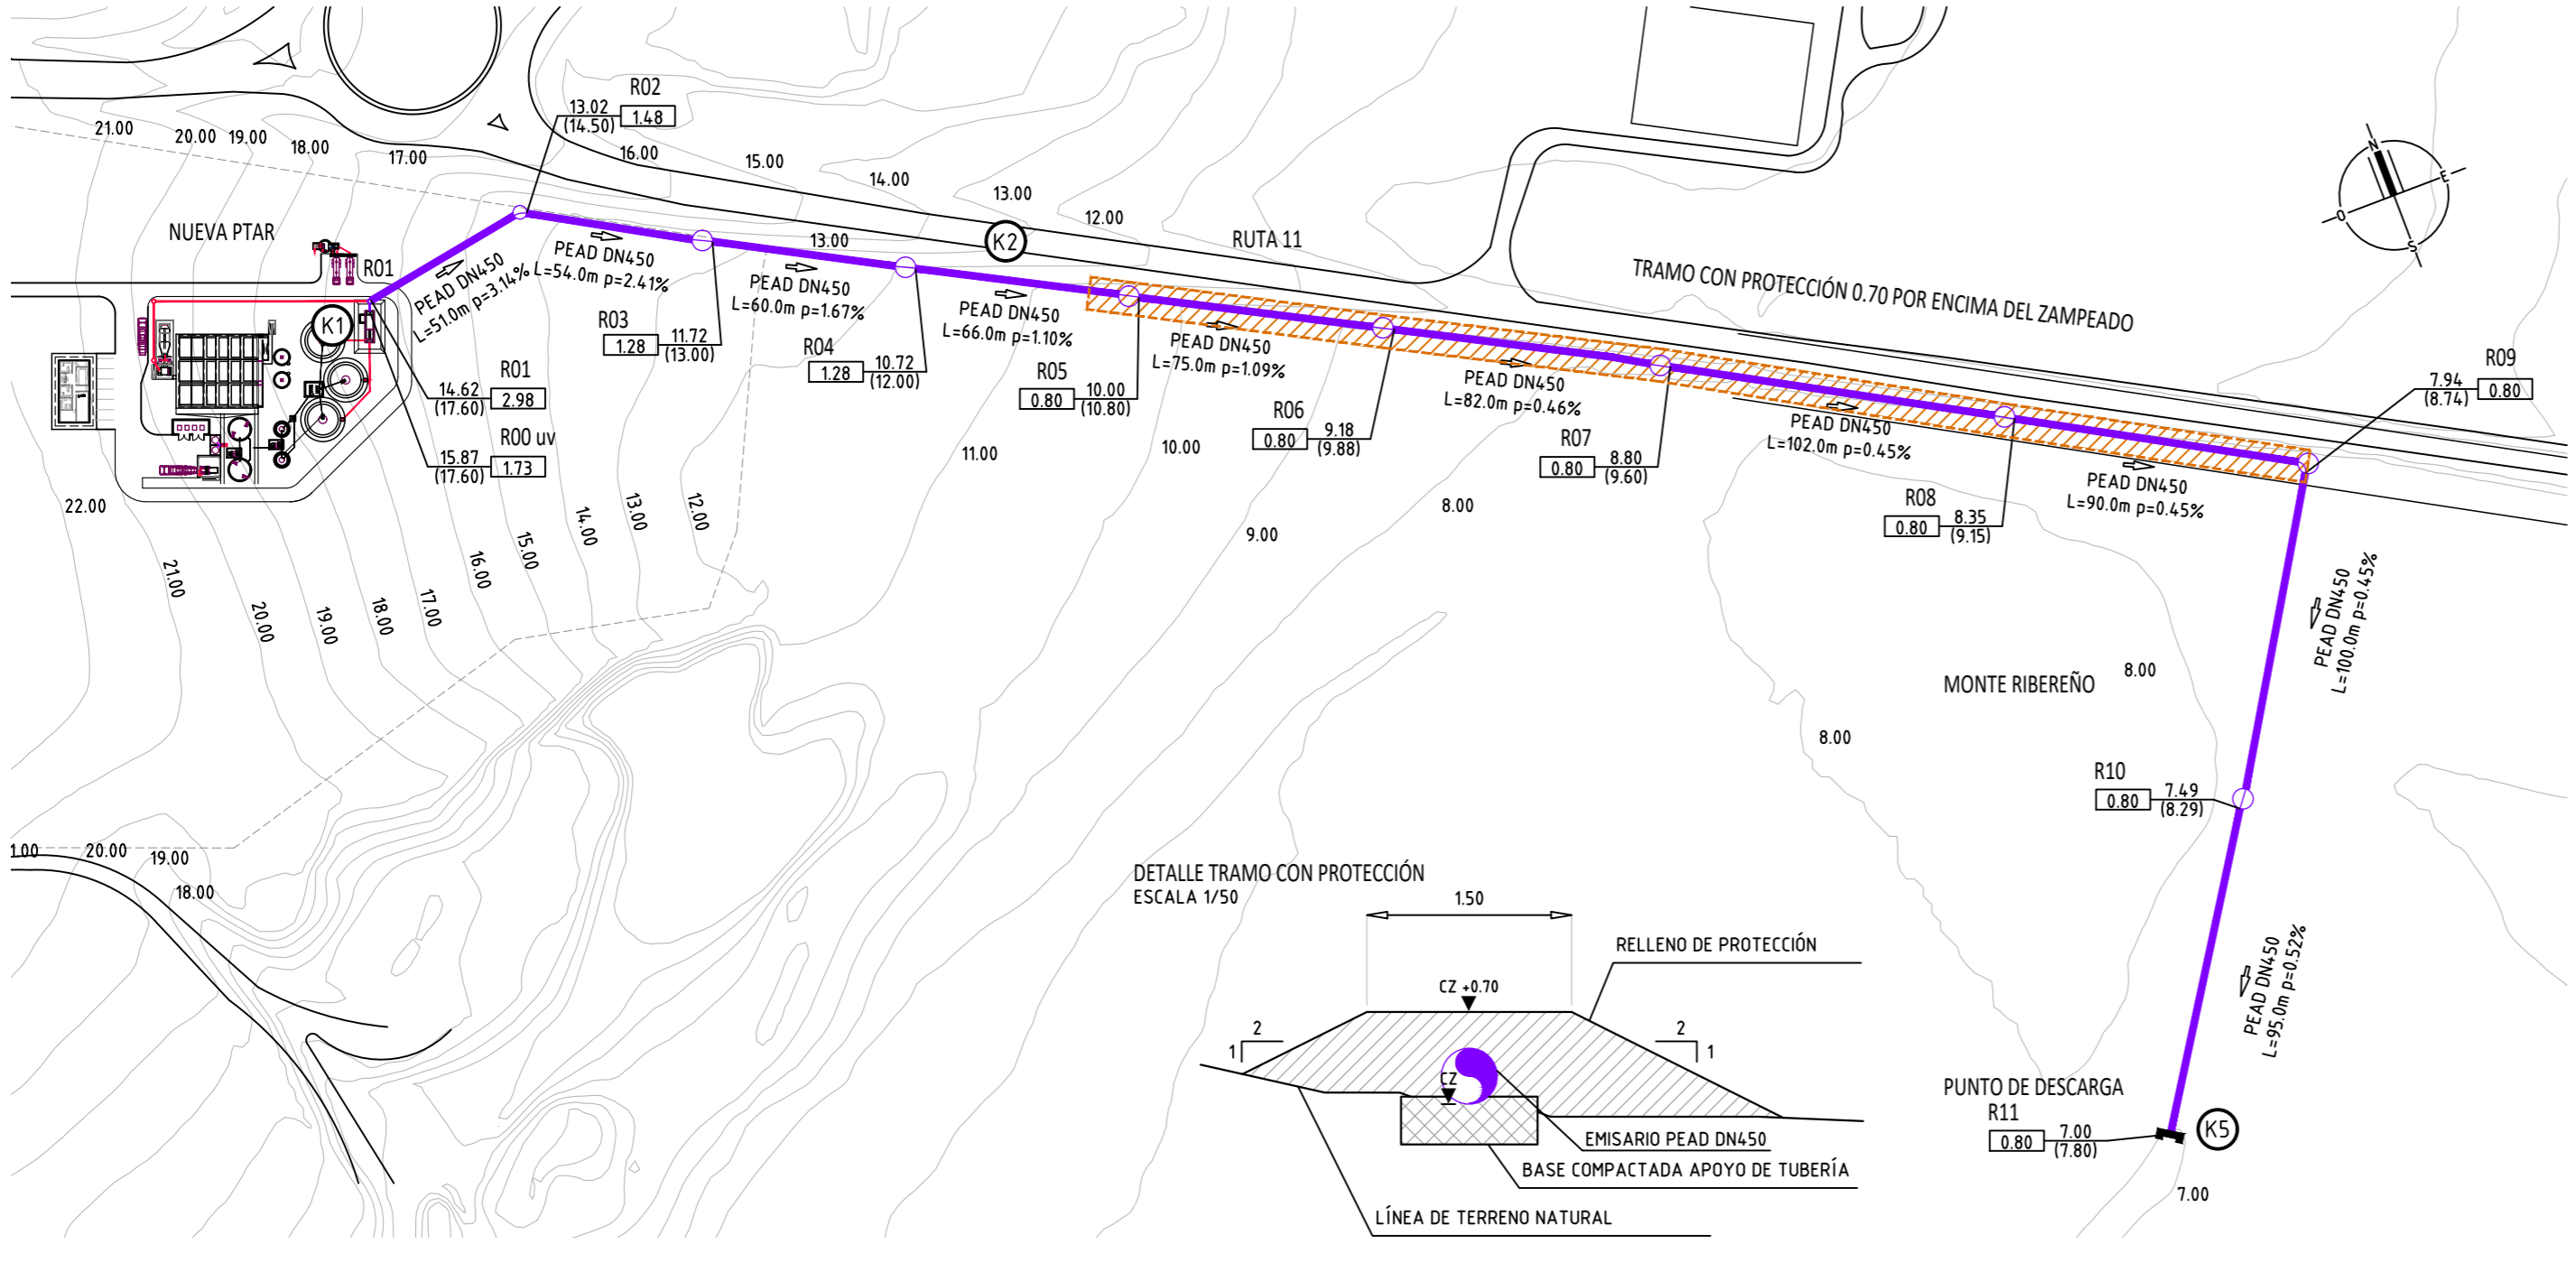 R02
13.02
(14.50)
1.48
21.00
20.00
19.00
18.00
17.00
16.00
15.00
14.00
13.00
12.00
13.00
K2
RUTA 11
N
E
S
O
NUEVA PTAR
R01
K1
PEAD DN450
L=51.0m p=3.14%
PEAD DN450
L=54.0m p=2.41%
PEAD DN450
L=60.0m p=1.67%
PEAD DN450
L=66.0m p=1.10%
PEAD DN450
L=75.0m p=1.09%
PEAD DN450
L=82.0m p=0.46%
PEAD DN450
L=102.0m p=0.45%
PEAD DN450
L=90.0m p=0.45%
TRAMO CON PROTECCIÓN 0.70 POR ENCIMA DEL ZAMPEADO
R01
14.62
(17.60)
2.98
R00 uv
15.87
(17.60)
1.73
R03
1.28
11.72
(13.00)
R04
1.28
10.72
(12.00)
R05
0.80
10.00
(10.80)
R06
0.80
9.18
(9.88)
R07
0.80
8.80
(9.60)
R08
0.80
8.35
(9.15)
R09
7.94
(8.74)
0.80
22.00
21.00
20.00
19.00
18.00
17.00
16.00
15.00
14.00
13.00
12.00
11.00
10.00
9.00
8.00
PEAD DN450
L=100.0m p=0.45%
MONTE RIBEREÑO
8.00
8.00
R10
0.80
7.49
(8.29)
PEAD DN450
L=95.0m p=0.52%
1.00
20.00
19.00
18.00
DETALLE TRAMO CON PROTECCIÓN
ESCALA 1/50
1.50
RELLENO DE PROTECCIÓN
CZ +0.70
2
1
2
1
CZ
EMISARIO PEAD DN450
BASE COMPACTADA APOYO DE TUBERÍA
LÍNEA DE TERRENO NATURAL
PUNTO DE DESCARGA
R11
0.80
7.00
(7.80)
K5
7.00